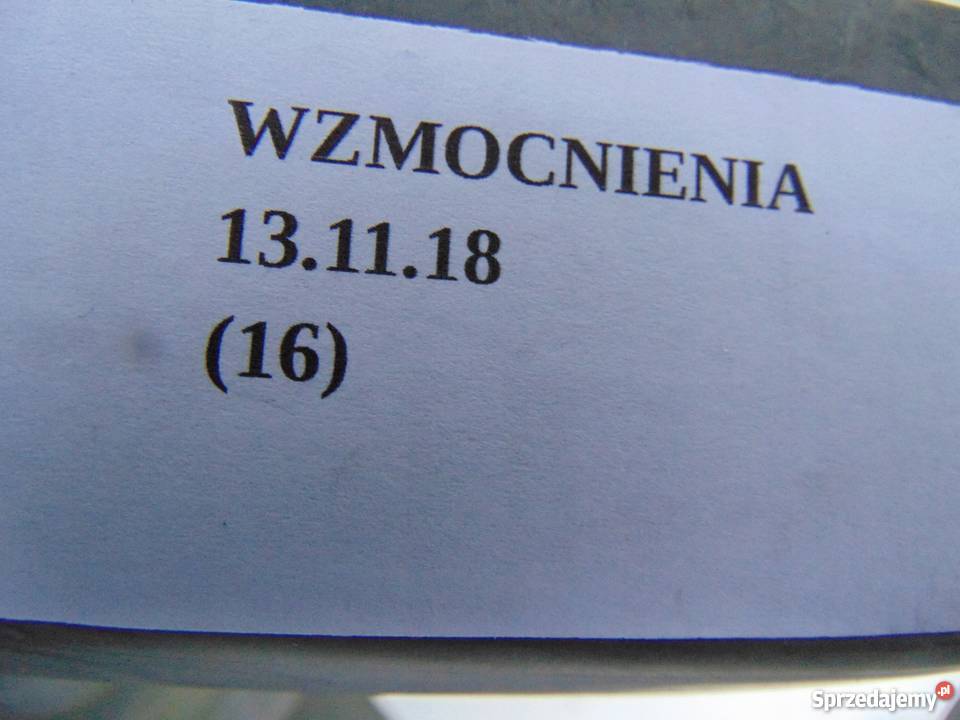 WZMOCNIENIA
13.11.18
(16)
Sprzedajemy.pl